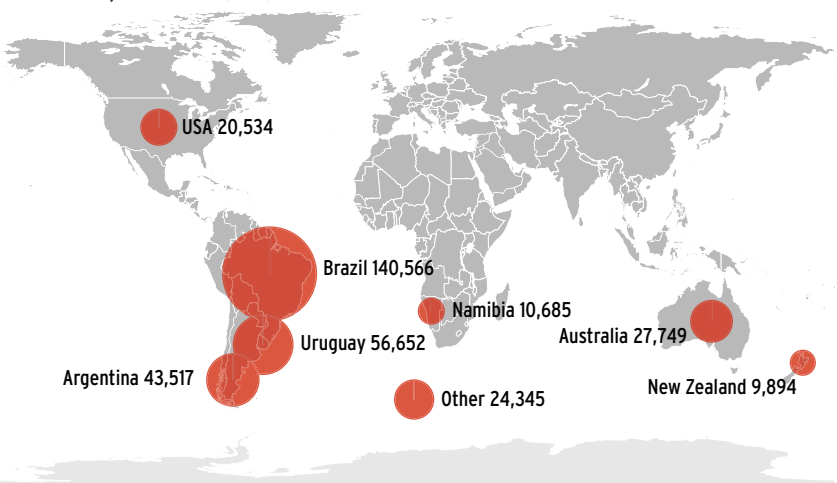 USA 20,534
Brazil 140,566
Namibia 10,685
Australia 27,749
Uruguay 56,652
Argentina 43,517
New Zealand 9,894
Other 24,345